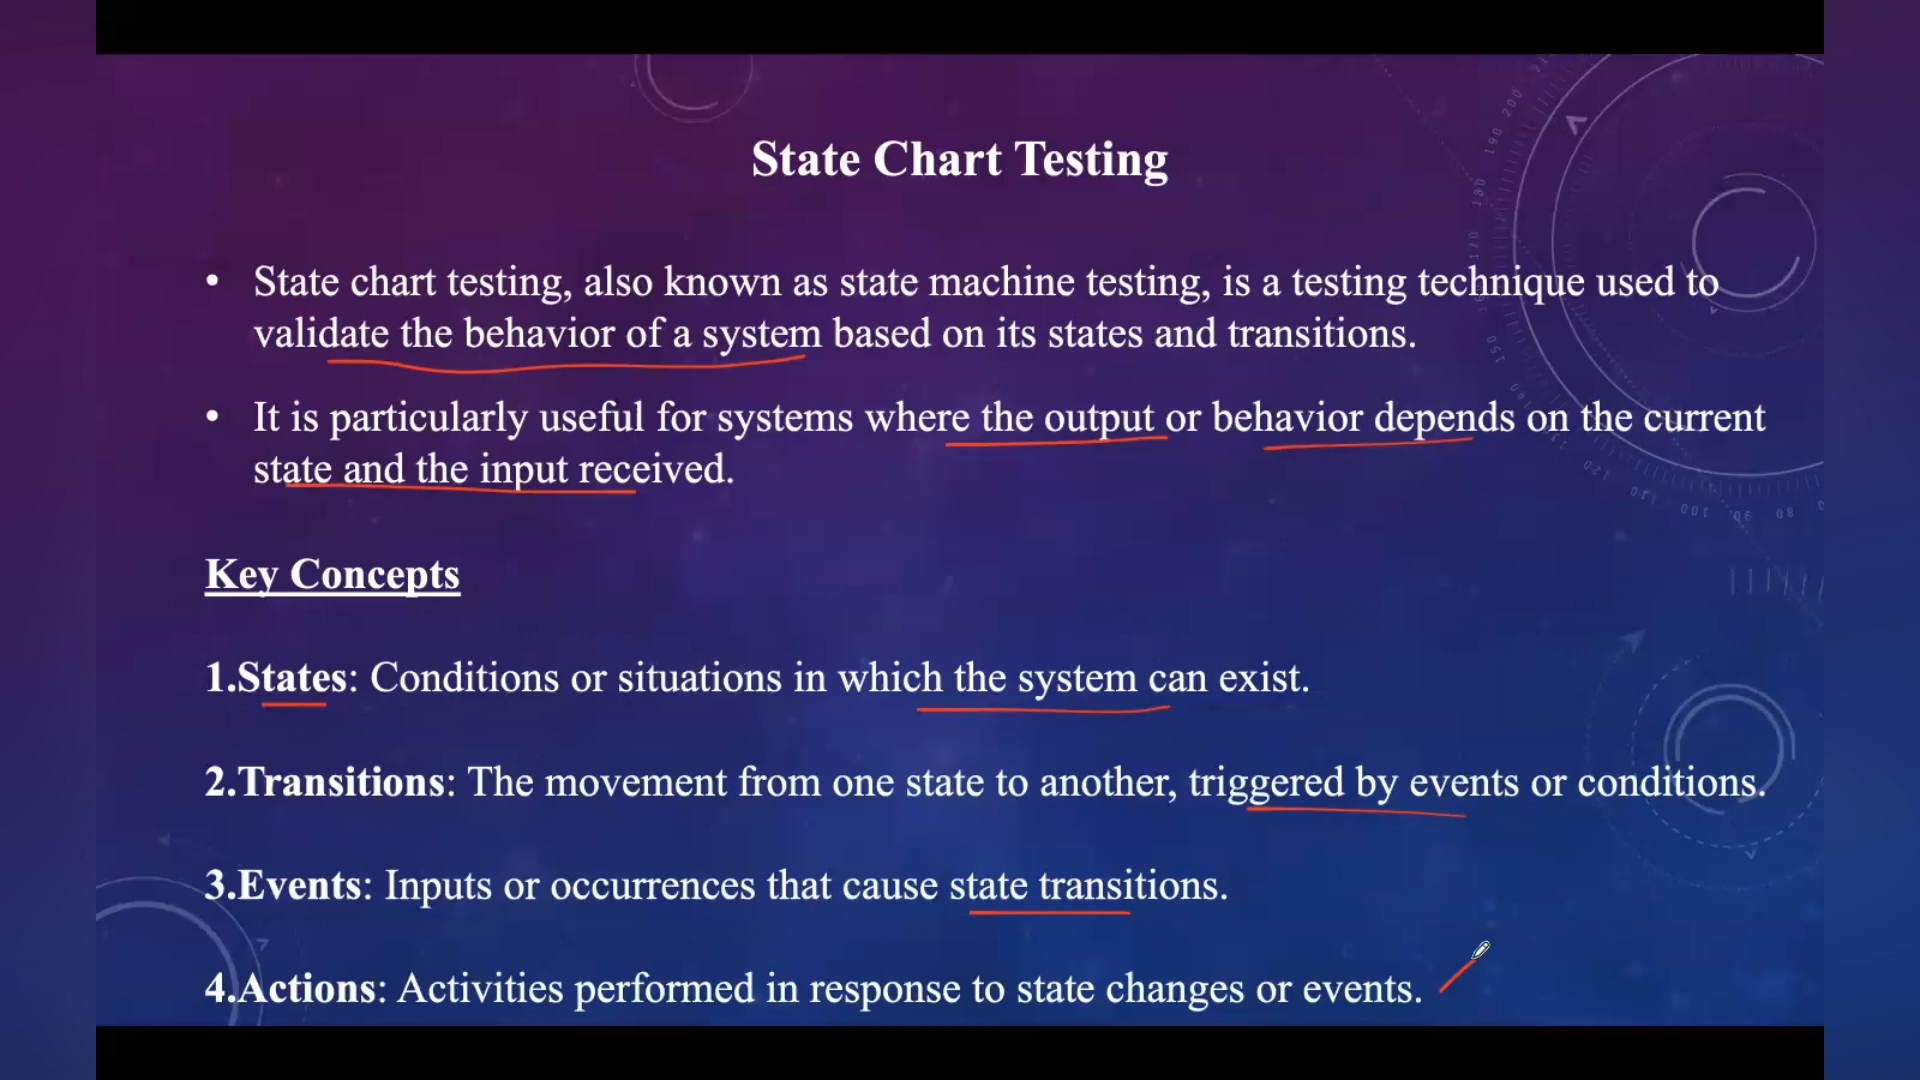 State Chart Testing
• State chart testing, also known as state machine testing, is a testing technique used to
validate the behavior of a system based on its states and transitions.
• It is particularly useful for systems where the output or behavior depends on the current
state and the input received.
Key Concepts
1.States: Conditions or situations in which the system can exist.
2.Transitions: The movement from one state to another, triggered by events or conditions.
3.Events: Inputs or occurrences that cause state transitions.
4.Actions: Activities performed in response to state changes or events.